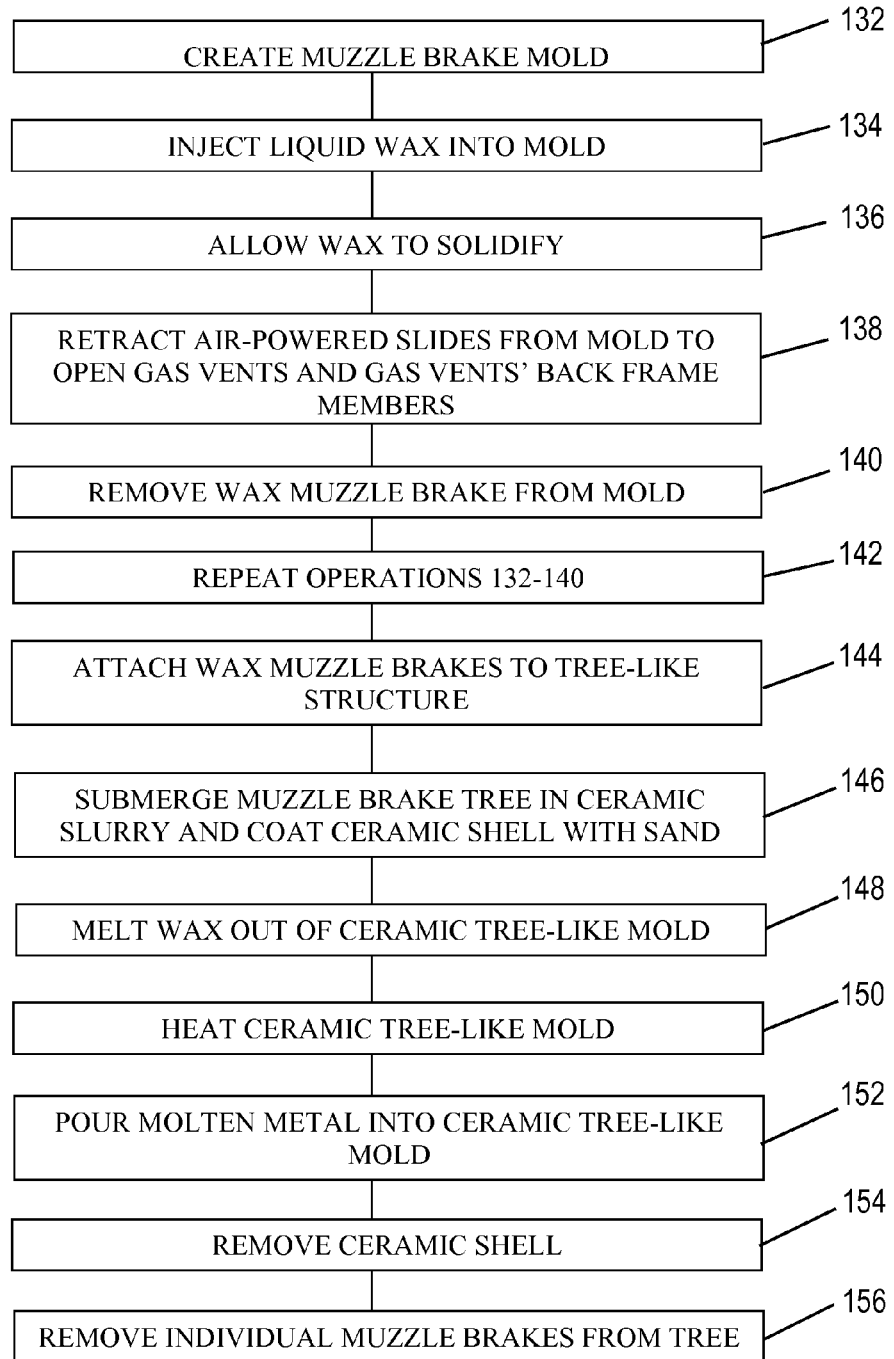 132
CREATE MUZZLE BRAKE MOLD
134
INJECT LIQUID WAX INTO MOLD
136
ALLOW WAX TO SOLIDIFY
138
RETRACT AIR-POWERED SLIDES FROM MOLD TO
OPEN GAS VENTS AND GAS VENTS’ BACK FRAME
MEMBERS
140
REMOVE WAX MUZZLE BRAKE FROM MOLD
142
REPEAT OPERATIONS 132-140
144
ATTACH WAX MUZZLE BRAKES TO TREE-LIKE
STRUCTURE
146
SUBMERGE MUZZLE BRAKE TREE IN CERAMIC
SLURRY AND COAT CERAMIC SHELL WITH SAND
148
MELT WAX OUT OF CERAMIC TREE-LIKE MOLD
150
HEAT CERAMIC TREE-LIKE MOLD
152
POUR MOLTEN METAL INTO CERAMIC TREE-LIKE
MOLD
154
REMOVE CERAMIC SHELL
156
REMOVE INDIVIDUAL MUZZLE BRAKES FROM TREE